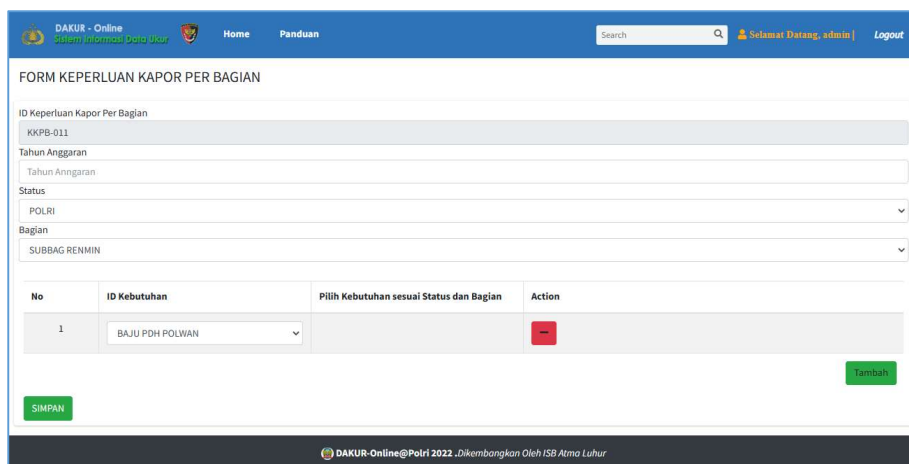 DAKUR - Online
Sistem Informasi Data Ukur
Home
Panduan
Search
Selamat Datang, admin |
Logout
FORM KEPERLUAN KAPOR PER BAGIAN
ID Keperluan Kapor Per Bagian
KKPB-011
Tahun Anggaran
Tahun Anngaran
Status
POLRI
Bagian
SUBBAG RENMIN
No ID Kebutuhan Pilih Kebutuhan sesuai Status dan Bagian Action
1 BAJU PDH POLWAN
Tambah
SIMPAN
DAKUR-Online@Polri 2022 .Dikembangkan Oleh ISB Atma Luhur